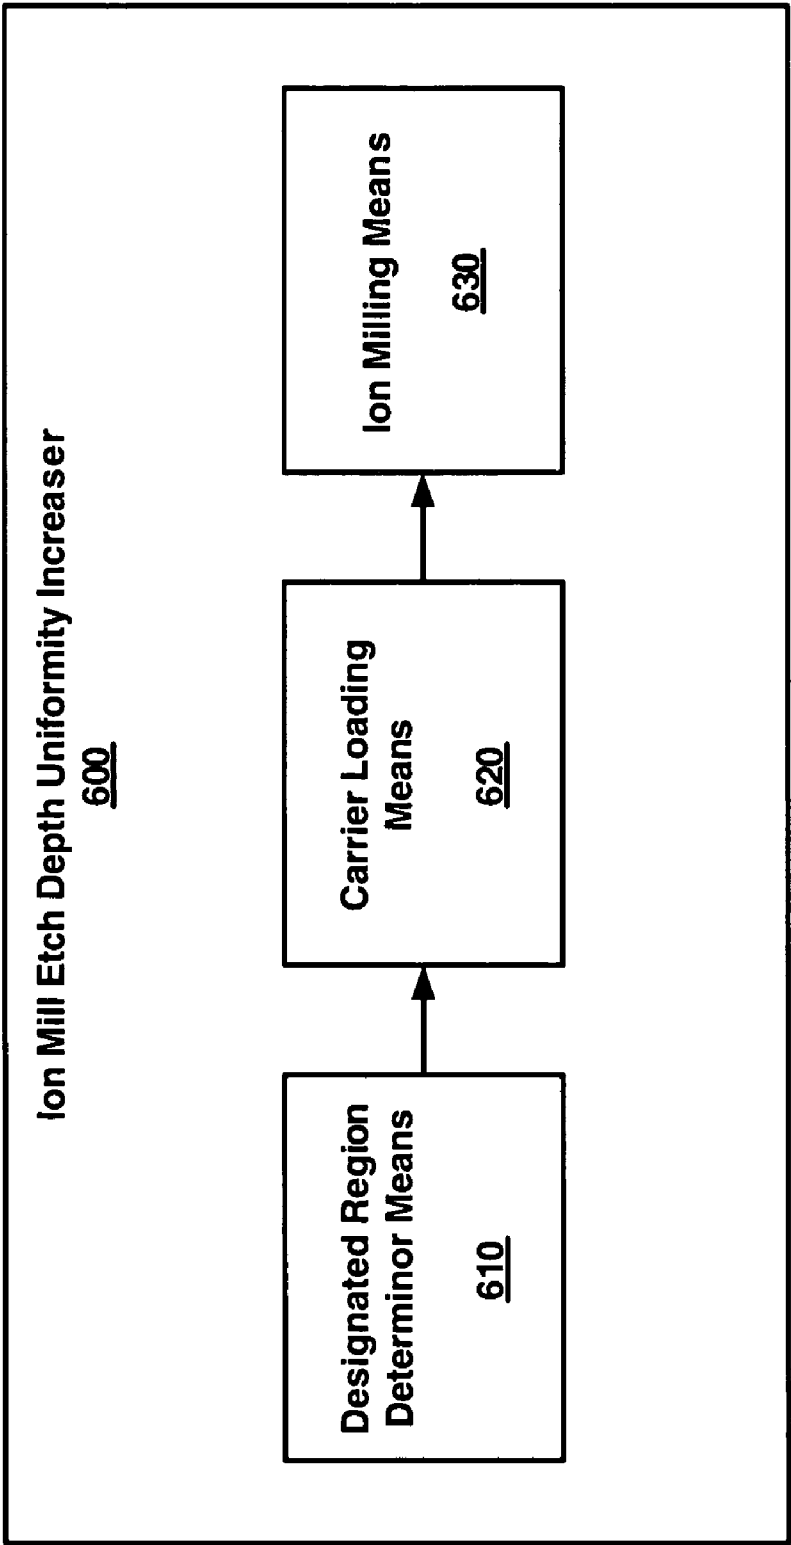 Ion Mill Etch Depth Uniformity Increaser
600
Designated Region
Determinor Means
610
Carrier Loading
Means
620
Ion Milling Means
630